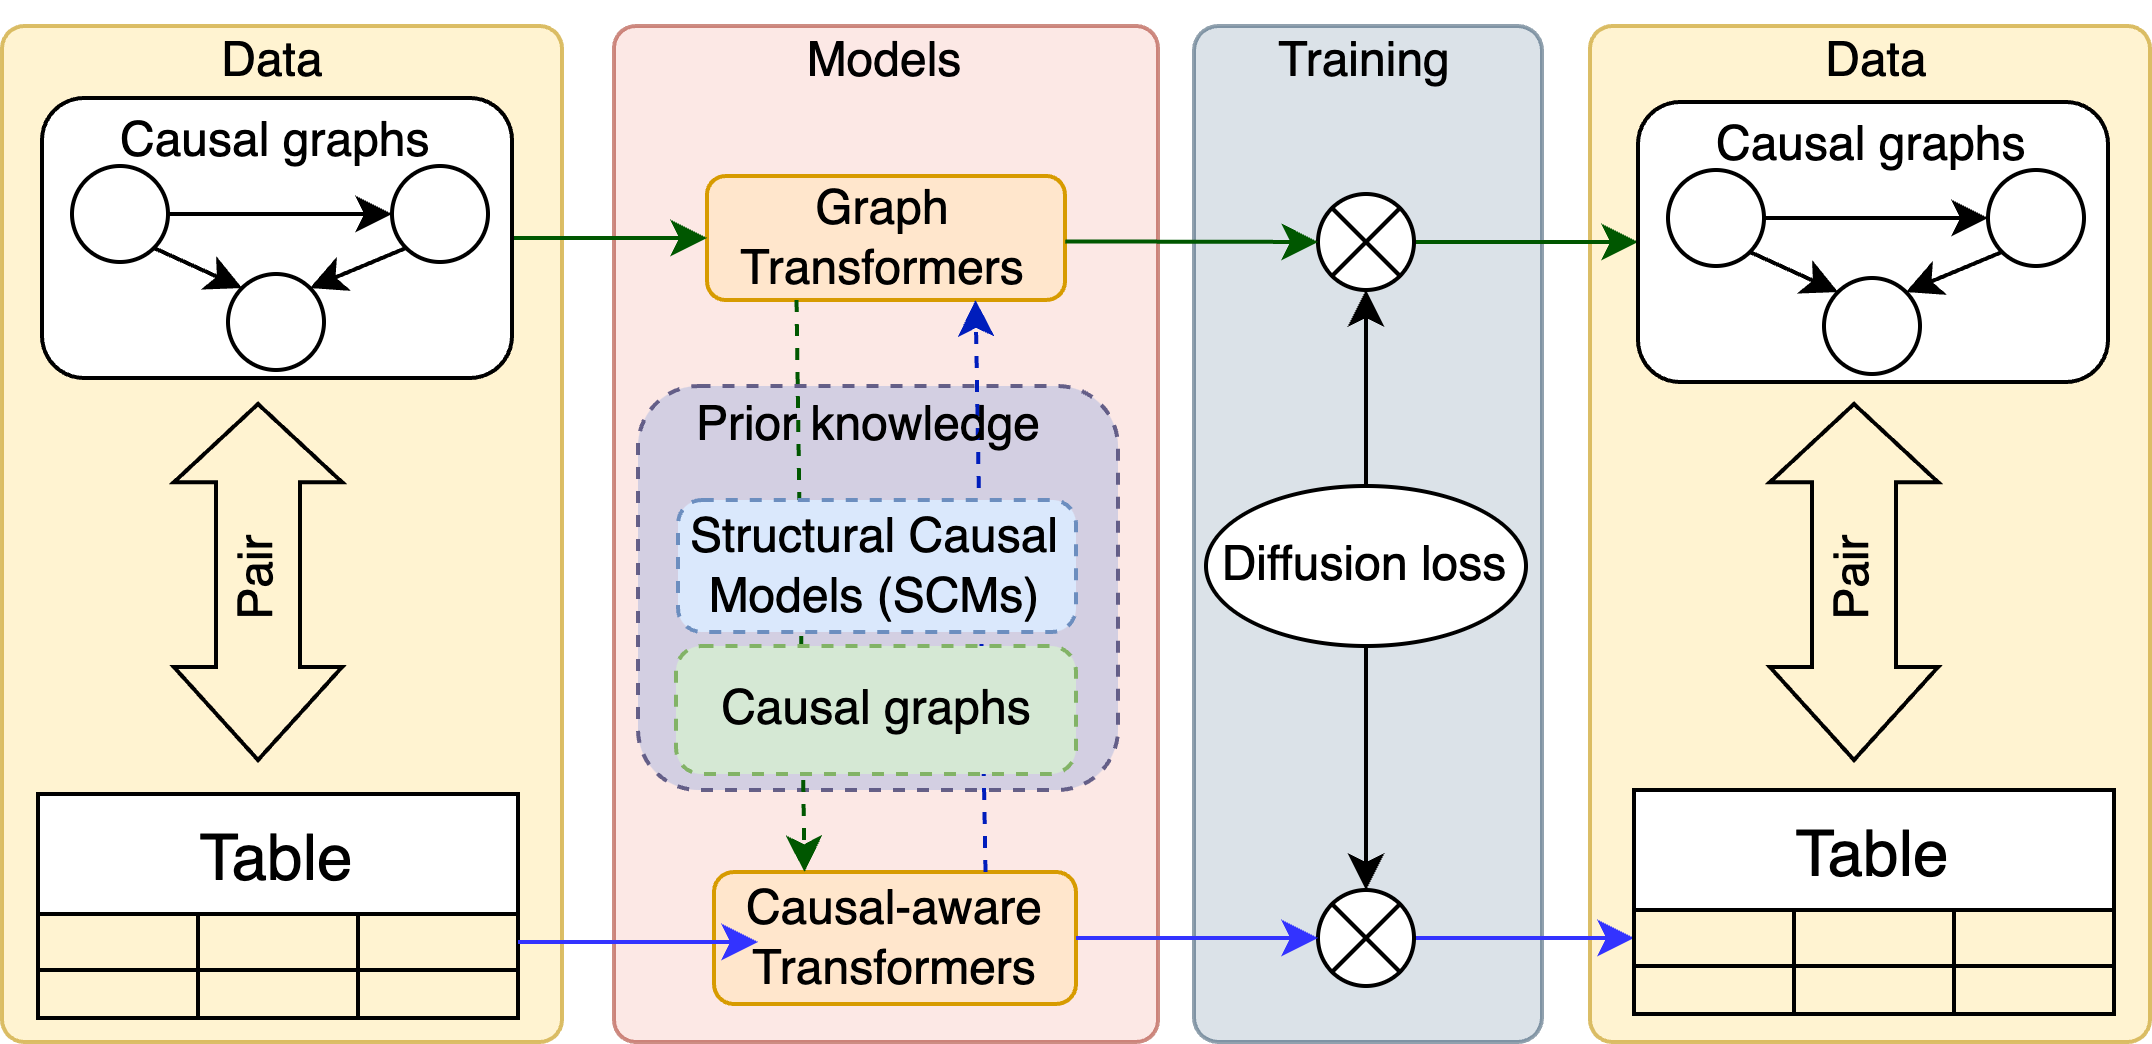 Data
Causal graphs
Pair
Table
Models
Graph
Transformers
Prior knowledge
Structural Causal
Models (SCMs)
Causal graphs
Causal-aware
Transformers
Training
Diffusion loss
Data
Causal graphs
Pair
Table